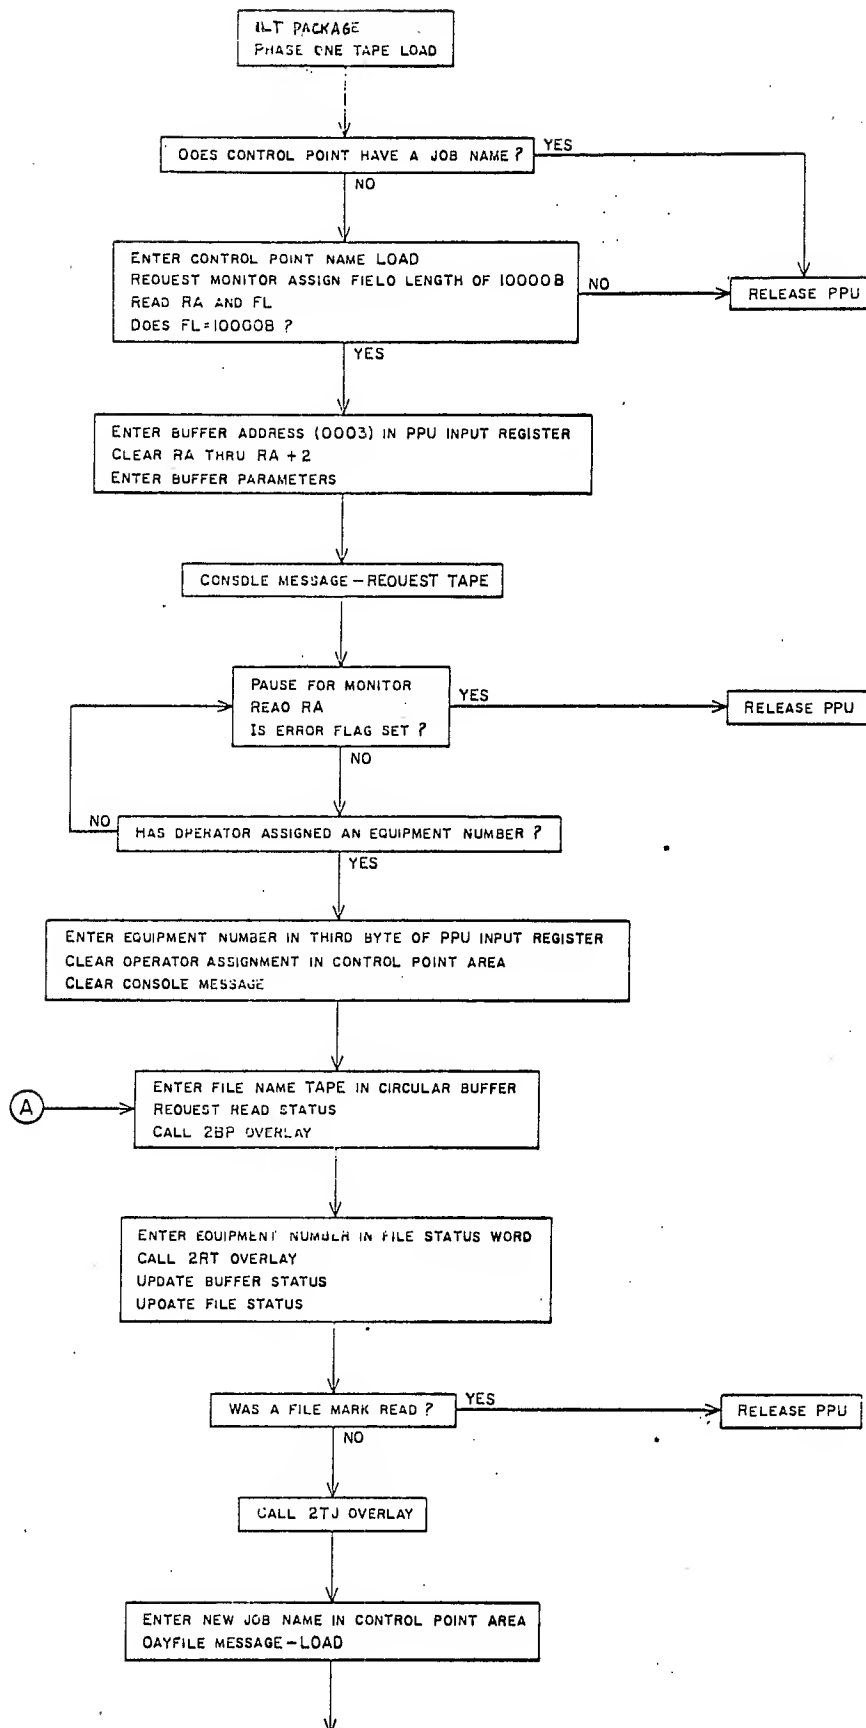 1LT PACKAGE
PHASE ONE TAPE LOAD
DOES CONTROL POINT HAVE A JOB NAME?
YES
NO
ENTER CONTROL POINT NAME LOAD
REQUEST MONITOR ASSIGN FIELD LENGTH OF 10000B
READ RA AND FL
DOES FL=10000B ?
NO
RELEASE PPU
YES
ENTER BUFFER ADDRESS (0003) IN PPU INPUT REGISTER
CLEAR RA THRU RA+2
ENTER BUFFER PARAMETERS
CONSOLE MESSAGE-REQUEST TAPE
PAUSE FOR MONITOR
READ RA
IS ERROR FLAG SET ?
YES
RELEASE PPU
NO
NO
HAS OPERATOR ASSIGNED AN EQUIPMENT NUMBER ?
YES
ENTER EQUIPMENT NUMBER IN THIRD BYTE OF PPU INPUT REGISTER
CLEAR OPERATOR ASSIGNMENT IN CONTROL POINT AREA
CLEAR CONSOLE MESSAGE
A
ENTER FILE NAME TAPE IN CIRCULAR BUFFER
REQUEST READ STATUS
CALL 2BP OVERLAY
ENTER EQUIPMENT NUMBER IN FILE STATUS WORD
CALL 2RT OVERLAY
UPDATE BUFFER STATUS
UPDATE FILE STATUS
WAS A FILE MARK READ ?
YES
RELEASE PPU
NO
CALL 2TJ OVERLAY
ENTER NEW JOB NAME IN CONTROL POINT AREA
DAYFILE MESSAGE-LOAD